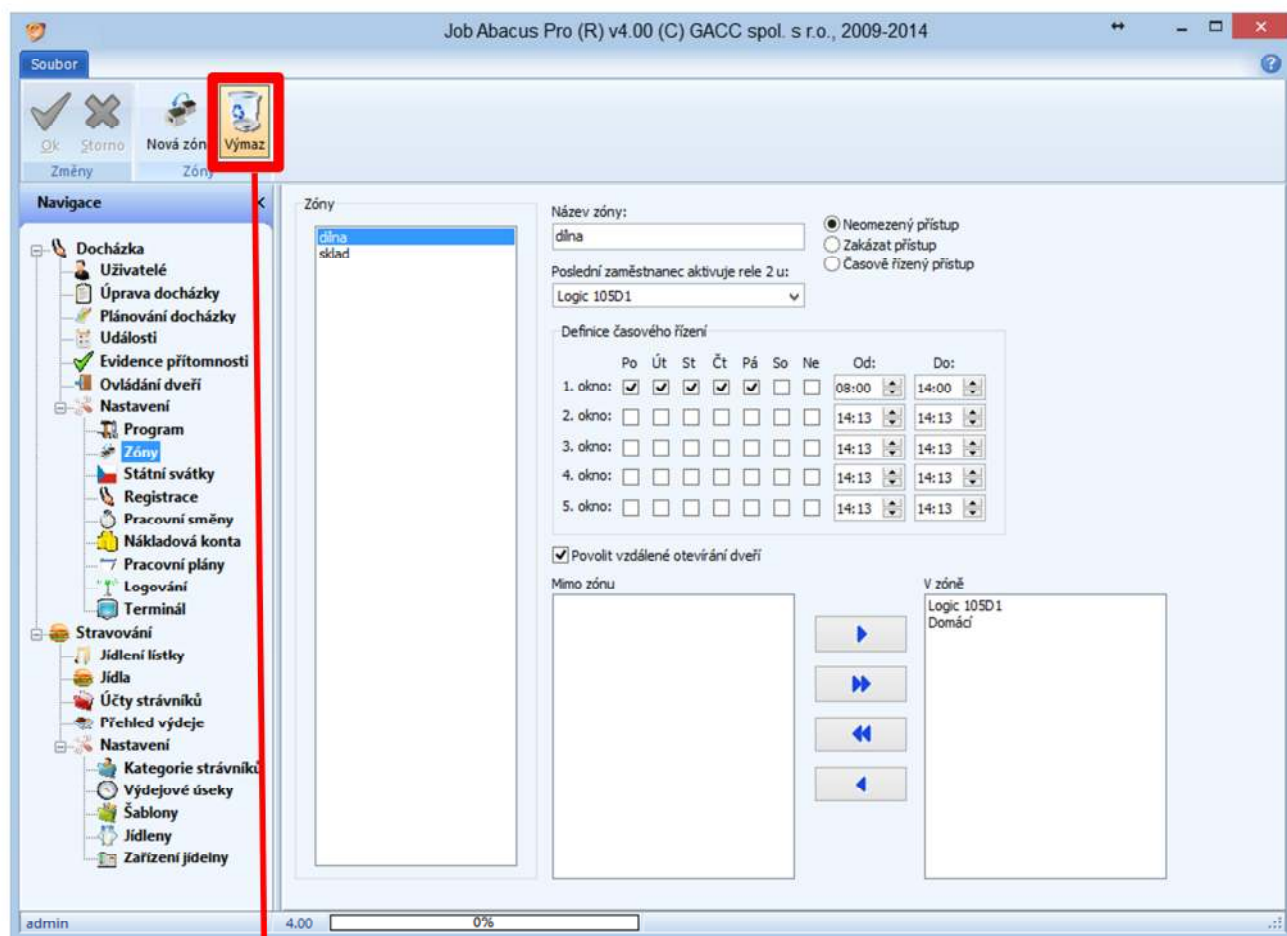 Job Abacus Pro (R) v4.00 (C) GACC spol. s r.o., 2009-2014
Soubor
Ok Storno Nová zón Výmaz
Změny Zóny
Navigace
Docházka
Uživatelé
Úprava docházky
Plánování docházky
Události
Evidence přítomnosti
Ovládání dveří
Nastavení
Program
Zóny
Státní svátky
Registrace
Pracovní směny
Nákladová konta
Pracovní plány
Logování
Terminál
Stravování
Jídlení lístky
Jídla
Účty strávníků
Přehled výdeje
Nastavení
Kategorie strávníků
Výdejové úseky
Šablony
Jídleny
Zařízení jídelny
Zóny
dílna
sklad
Název zóny:
dílna
Neomezený přístup
Zakázat přístup
Časově řízený přístup
Poslední zaměstnanec aktivuje rele 2 u:
Logic 105D1
Definice časového řízení
Po Út St Čt Pá So Ne Od: Do:
1. okno: 08:00 14:00
2. okno: 14:13 14:13
3. okno: 14:13 14:13
4. okno: 14:13 14:13
5. okno: 14:13 14:13
Povolit vzdálené otevírání dveří
Mimo zónu
V zóně
Logic 105D1
Domácí
admin 4.00 0%